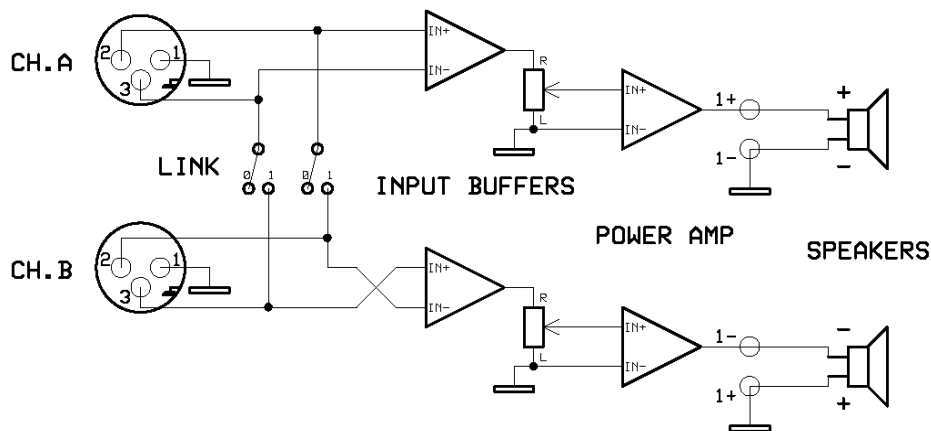 CH.A
2
1
3
IN+
IN-
R
L
IN+
IN-
1+
1-
+
-
LINK
0 1
0 1
INPUT BUFFERS
POWER AMP
SPEAKERS
CH.B
2
1
3
IN+
IN-
R
L
IN+
IN-
1-
1+
-
+